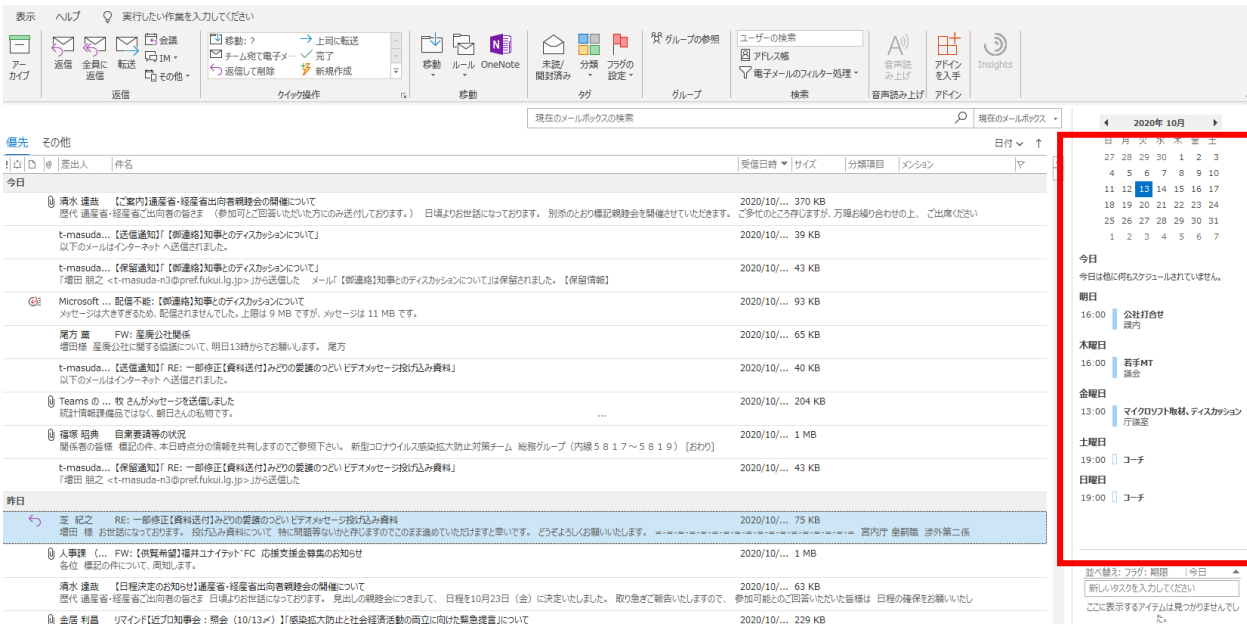 表示 ヘルプ 実行したい作業を入力してください
アーカイブ
返信
全員に返信
転送
会議
IM
その他
返信
移動: ?
チーム宛て電子メ…
返信して削除
上司に転送
完了
新規作成
クイック操作
移動
ルール
OneNote
移動
未読/開封済み
分類
フラグの設定
タグ
グループの参照
グループ
ユーザーの検索
アドレス帳
電子メールのフィルター処理
検索
音声読み上げ
音声読み上げ
アドインを入手
アドイン
Insights
現在のメールボックスの検索 現在のメールボックス
優先 その他 日付
差出人 件名 受信日時 サイズ 分類項目 メンション
今日
清水 達哉 【ご案内】通産省・経産省出向者親睦会の開催について 2020/10/... 370 KB
歴代 通産省・経産省ご出向者の皆さま (参加可とご回答いただいた方にのみ送付しております。) 日頃よりお世話になっております。 別添のとおり標記親睦会を開催させていただきます。 ご多忙のところ存じますが、万障お繰り合わせの上、 ご出席ください
t-masuda... 【送信通知】「【御連絡】知事とのディスカッションについて」 2020/10/... 39 KB
以下のメールはインターネット へ送信されました。
t-masuda... 【保留通知】「【御連絡】知事とのディスカッションについて」 2020/10/... 43 KB
「増田 朋之 <t-masuda-n3@pref.fukui.lg.jp>」から送信した メール「【御連絡】知事とのディスカッションについて」は保留されました。【保留情報】
Microsoft ... 配信不能: 【御連絡】知事とのディスカッションについて 2020/10/... 93 KB
メッセージは大きすぎるため、配信されませんでした。上限は 9 MB ですが、メッセージは 11 MB です。
尾方 薫 FW: 産廃公社関係 2020/10/... 65 KB
増田様 産廃公社に関する協議について、明日13時からでお願いします。 尾方
t-masuda... 【送信通知】「 RE: 一部修正【資料送付】みどりの愛護のつどい ビデオメッセージ投げ込み資料」 2020/10/... 40 KB
以下のメールはインターネット へ送信されました。
Teams の ... 牧 さんがメッセージを送信しました 2020/10/... 204 KB
統計情報課備品ではなく、朝日さんの私物です。 ...
福塚 昭典 自粛要請等の状況 2020/10/... 1 MB
関係者の皆様 標記の件、本日時点分の情報を共有しますのでご参照下さい。 新型コロナウイルス感染拡大防止対策チーム 総務グループ (内線5817~5819) [おわり]
t-masuda... 【保留通知】「 RE: 一部修正【資料送付】みどりの愛護のつどい ビデオメッセージ投げ込み資料」 2020/10/... 43 KB
「増田 朋之 <t-masuda-n3@pref.fukui.lg.jp>」から送信した
昨日
芝 紀之 RE: 一部修正【資料送付】みどりの愛護のつどい ビデオメッセージ投げ込み資料 2020/10/... 75 KB
増田 様 お世話になっております。 投げ込み資料について 特に問題等ないかと存じますのでこのまま進めていただけますと幸いです。 どうぞよろしくお願いいたします。 =-=-=-=-=-=-=-=-=-=-=-=-=-=-=-= 宮内庁 皇嗣職 渉外第二係
人事課 (... FW: 【供覧希望】福井ユナイテッドFC 応援支援金募集のお知らせ 2020/10/... 1 MB
各位 標記の件について、周知します。
清水 達哉 【日程決定のお知らせ】通産省・経産省出向者親睦会の開催について 2020/10/... 63 KB
歴代 通産省・経産省ご出向者の皆さま 日頃よりお世話になっております。 見出しの親睦会につきまして、 日程を10月23日 (金) に決定いたしました。 取り急ぎご報告いたしますので、 参加可能とのご回答いただいた皆様は 日程の確保をお願いいたし
金居 利昌 リマインド【近ブロ知事会:照会 (10/13〆) 】「感染拡大防止と社会経済活動の両立に向けた緊急提言」について 2020/10/... 229 KB
2020年 10月
日 月 火 水 木 金 土
27 28 29 30 1 2 3
4 5 6 7 8 9 10
11 12 13 14 15 16 17
18 19 20 21 22 23 24
25 26 27 28 29 30 31
1 2 3 4 5 6 7
今日
今日は他に何もスケジュールされていません。
明日
16:00 公社打合せ
課内
木曜日
16:00 若手MT
議会
金曜日
13:00 マイクロソフト取材、ディスカッション
庁議室
土曜日
19:00 コーチ
日曜日
19:00 コーチ
並べ替え: フラグ: 期限 今日
新しいタスクを入力してください
ここに表示するアイテムは見つかりませんでした。